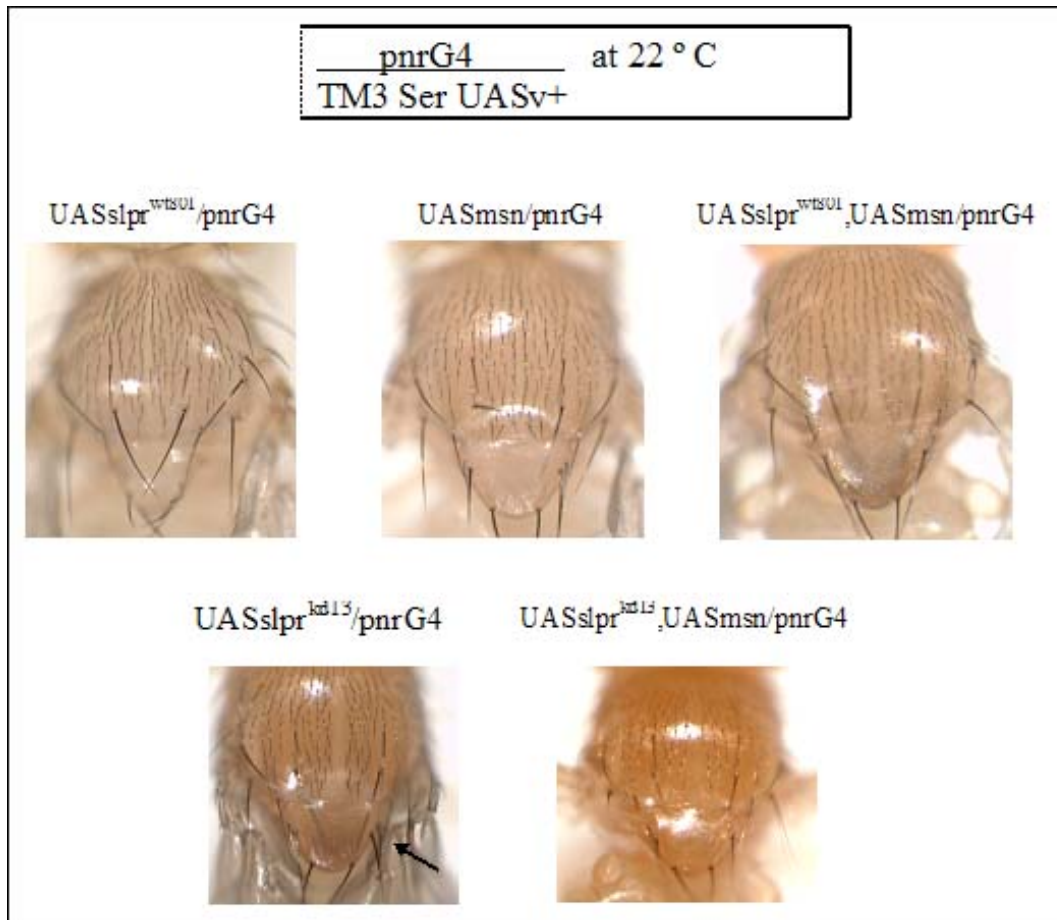 pnrG4 at 22 º C
TM3 Ser UASv+
UASslpr /pnrG4 UASmsn/pnrG4 UASslpr ,UASmsn/pnrG4
UASslpr /pnrG4 UASslpr ,UASmsn/pnrG4